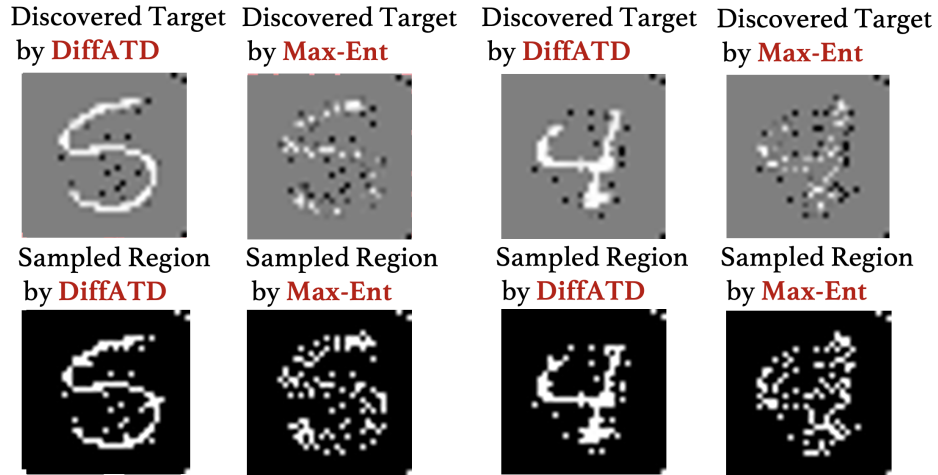 Discovered Target
by DiffATD
Discovered Target
by Max-Ent
Discovered Target
by DiffATD
Discovered Target
by Max-Ent
Sampled Region
by DiffATD
Sampled Region
by Max-Ent
Sampled Region
by DiffATD
Sampled Region
by Max-Ent